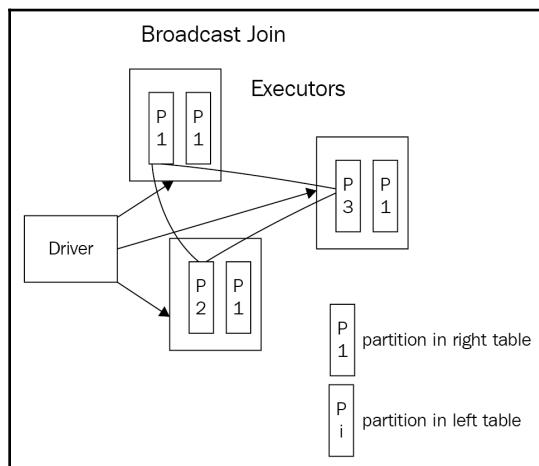 Broadcast Join
Executors
P P
1 1
P P
3 1
Driver
P P
2 1
P
1
partition in right table
P
i
partition in left table